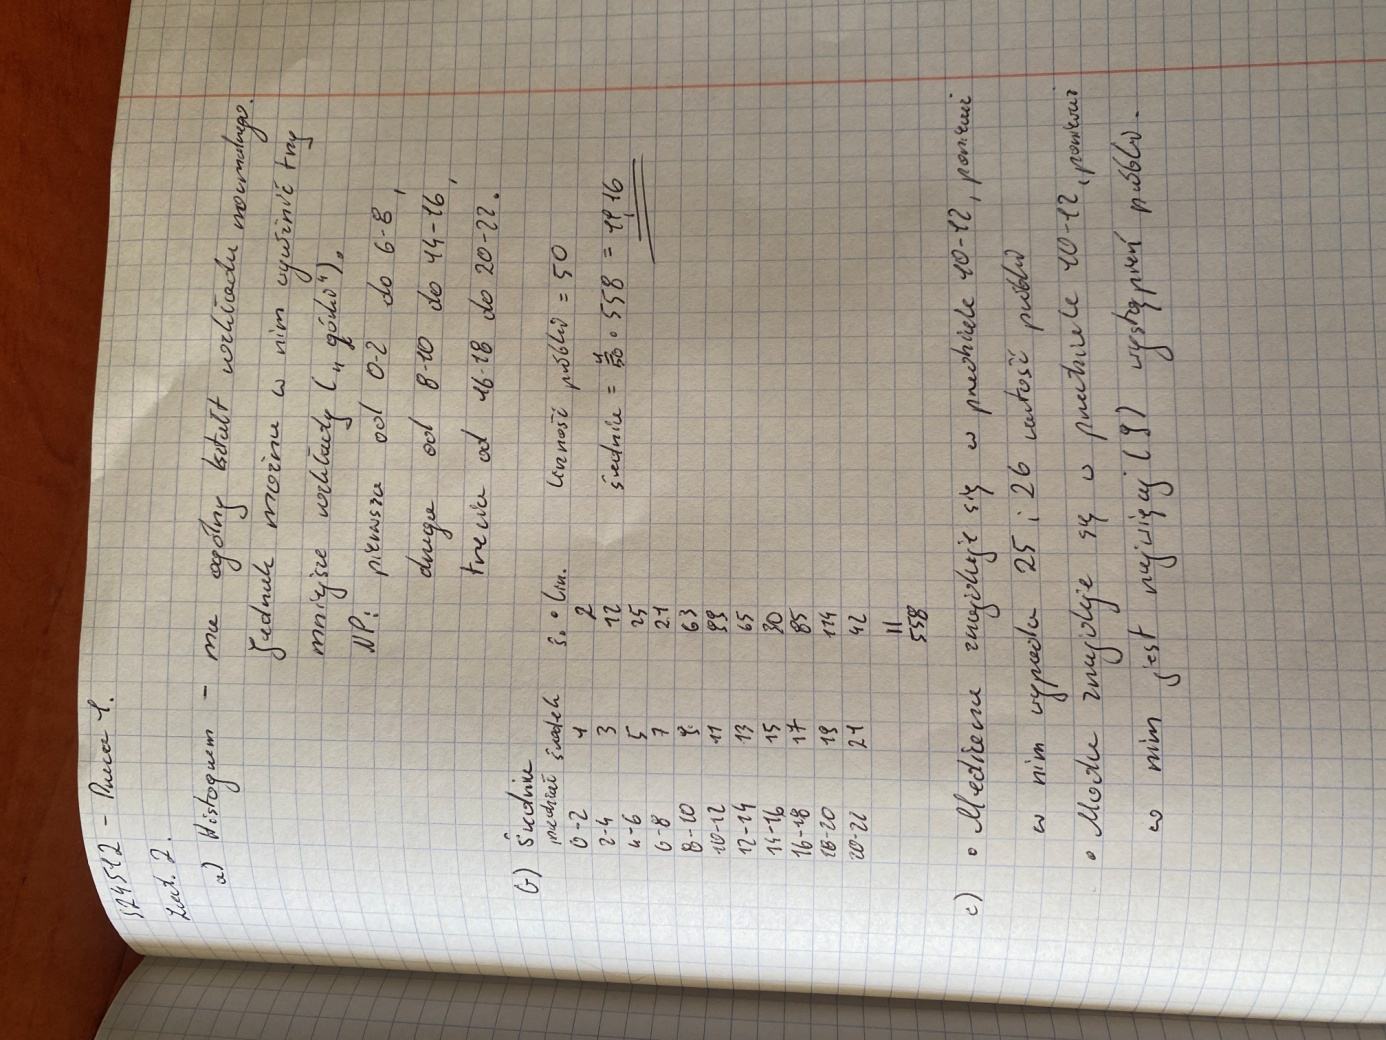 S24512 - Praca 1.
Zad. 2.
a) Histogram - ma ogólny kształt rozkładu normalnego.
Jednak można w nim wyróżnić trzy
mniejsze rozkłady („górki").
NP: pierwsza od 0-2 do 6-8,
druga od 8-10 do 14-16,
trzecia od 16-18 do 20-22.
b) Średnia
przedział środek ś. · licz. liczność próbki = 50
0-2 1 2 średnia = 1/50 · 558 = 11,16
2-4 3 12
4-6 5 25
6-8 7 21
8-10 9 63
10-12 11 99
12-14 13 65
14-16 15 30
16-18 17 85
18-20 19 114
20-22 21 42
=
558
c) • Mediana znajduje się w przedziale 10-12, ponieważ
w nim wypada 25 i 26 wartość próbki
• Moda znajduje się w przedziale 10-12, ponieważ
w nim jest najwięcej (9) wystąpień próbki.